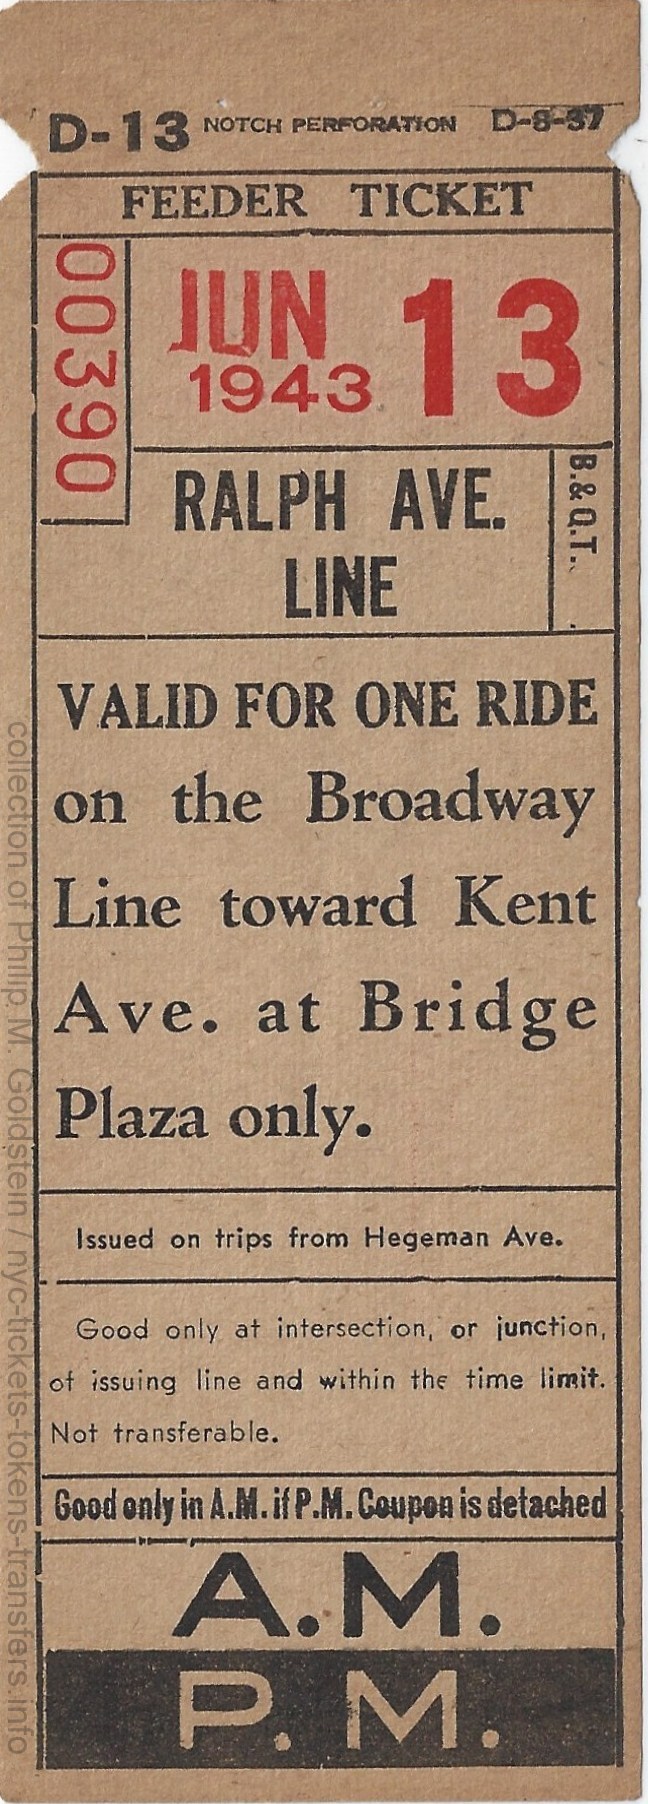 D-13 NOTCH PERFORATION D-8-37
FEEDER TICKET
00390
JUN 13
1943
RALPH AVE.
LINE
B. & Q. T.
VALID FOR ONE RIDE
on the Broadway
Line toward Kent
Ave. at Bridge
Plaza only.
Issued on trips from Hegeman Ave.
Good only at intersection, or junction,
of issuing line and within the time limit.
Not transferable.
Good only in A.M. if P.M. Coupon is detached
A.M.
P.M.
collection of Philip M. Goldstein / nyc-tickets-tokens-transfers.info